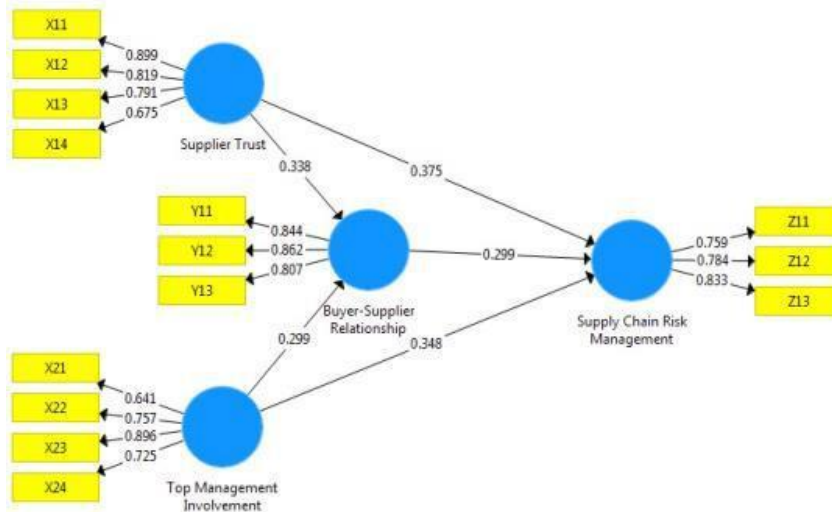 X11
X12
X13
X14
0.899
0.819
0.791
0.675
Supplier Trust
0.338
0.375
Y11
Y12
Y13
0.844
0.862
0.807
Buyer-Supplier
Relationship
0.299
Z11
Z12
Z13
0.759
0.784
0.833
Supply Chain Risk
Management
0.299
0.348
X21
X22
X23
X24
0.641
0.757
0.896
0.725
Top Management
Involvement